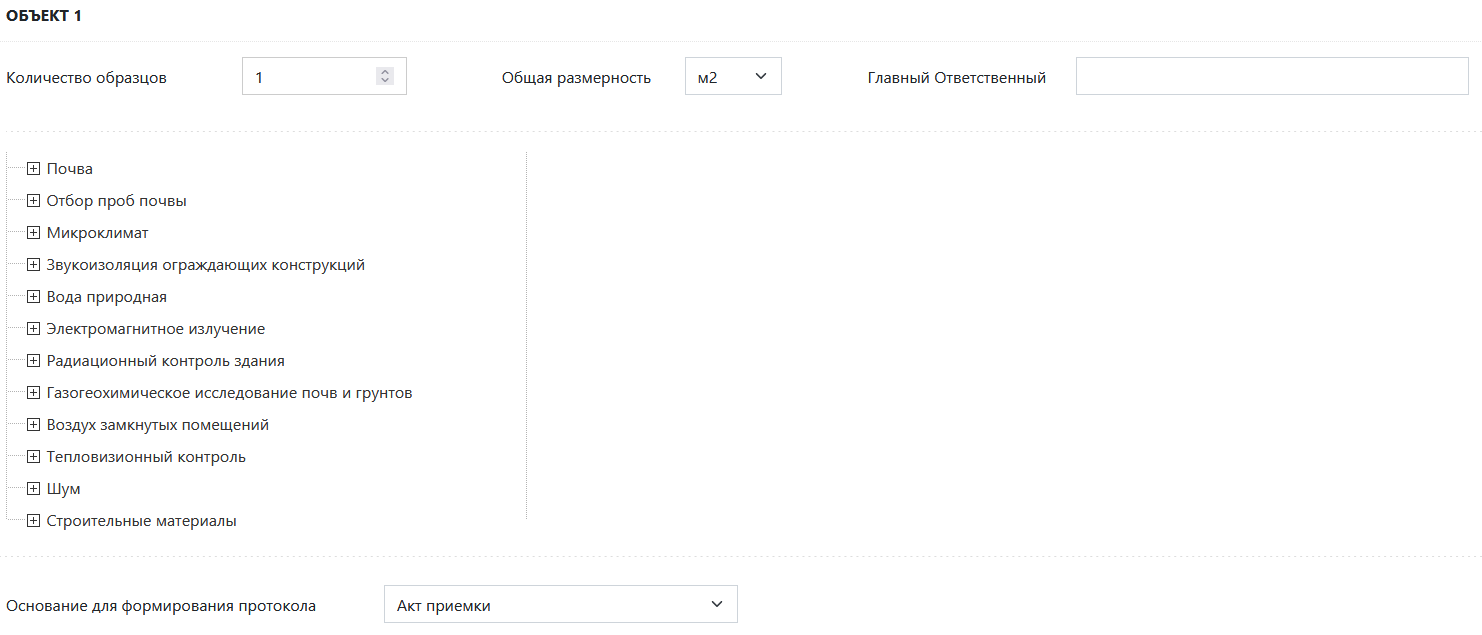 ОБЪЕКТ 1
Количество образцов 1 Общая размерность м2 Главный Ответственный
Почва
Отбор проб почвы
Микроклимат
Звукоизоляция ограждающих конструкций
Вода природная
Электромагнитное излучение
Радиационный контроль здания
Газогеохимическое исследование почв и грунтов
Воздух замкнутых помещений
Тепловизионный контроль
Шум
Строительные материалы
Основание для формирования протокола Акт приемки